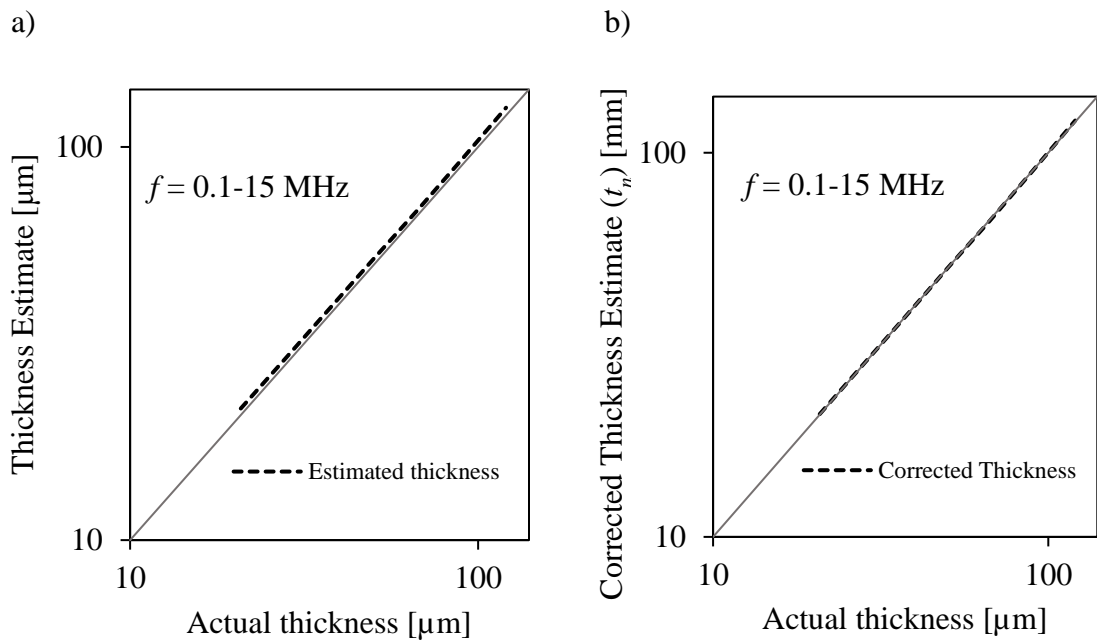 a)
Thickness Estimate [µm]
100
10
f = 0.1-15 MHz
Estimated thickness
10
100
Actual thickness [µm]
b)
Corrected Thickness Estimate (t_n) [mm]
100
10
f = 0.1-15 MHz
Corrected Thickness
10
100
Actual thickness [µm]